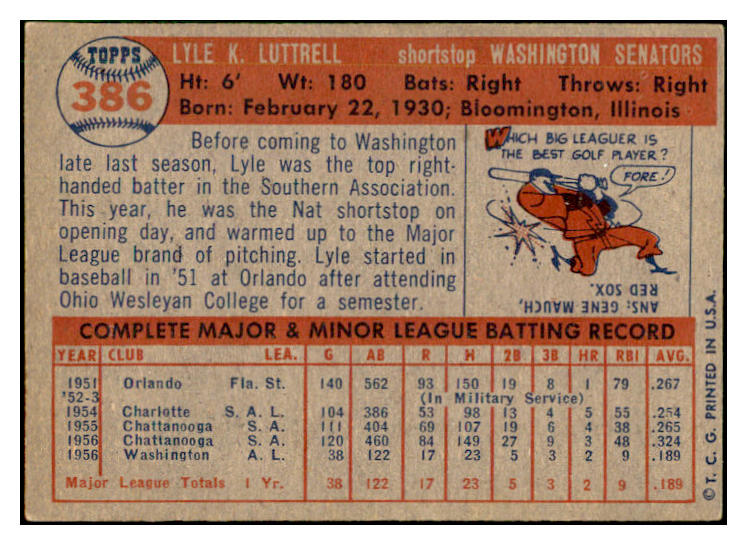 TOPPS
386
LYLE K. LUTTRELL shortstop WASHINGTON SENATORS
Ht: 6' Wt: 180 Bats: Right Throws: Right
Born: February 22, 1930; Bloomington, Illinois
Before coming to Washington
late last season, Lyle was the top right-
handed batter in the Southern Association.
This year, he was the Nat shortstop on
opening day, and warmed up to the Major
League brand of pitching. Lyle started in
baseball in '51 at Orlando after attending
Ohio Wesleyan College for a semester.
WHICH BIG LEAGUER IS
THE BEST GOLF PLAYER?
FORE!
ANS: GENE MAUCH,
RED SOX.
COMPLETE MAJOR & MINOR LEAGUE BATTING RECORD
YEAR CLUB LEA. G AB R H 2B 3B HR RBI AVG.
1951 Orlando Fla. St. 140 562 93 150 19 8 1 79 .267
'52-3 (In Military Service)
1954 Charlotte S. A. L. 104 386 53 98 13 4 5 55 .254
1955 Chattanooga S. A. 111 404 69 107 19 6 4 38 .265
1956 Chattanooga S. A. 120 460 84 149 27 9 3 48 .324
1956 Washington A. L. 38 122 17 23 5 3 2 9 .189
Major League Totals 1 Yr. 38 122 17 23 5 3 2 9 .189
© T. C. G. PRINTED IN U.S.A.